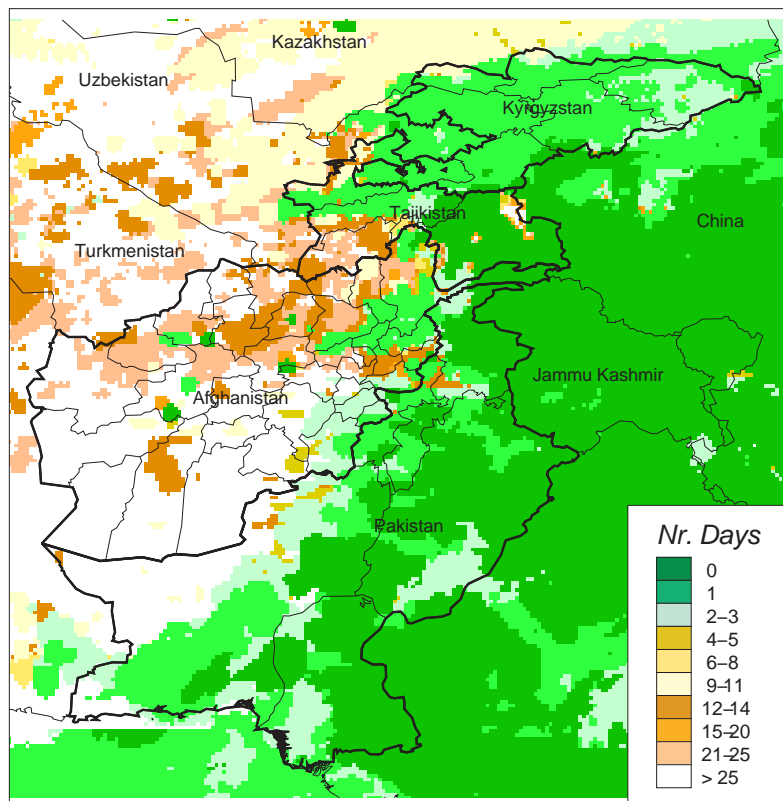 Kazakhstan
Uzbekistan
Kyrgyzstan
Tajikistan
China
Turkmenistan
Jammu Kashmir
Afghanistan
Pakistan
Nr. Days
0
1
2–3
4–5
6–8
9–11
12–14
15–20
21–25
> 25